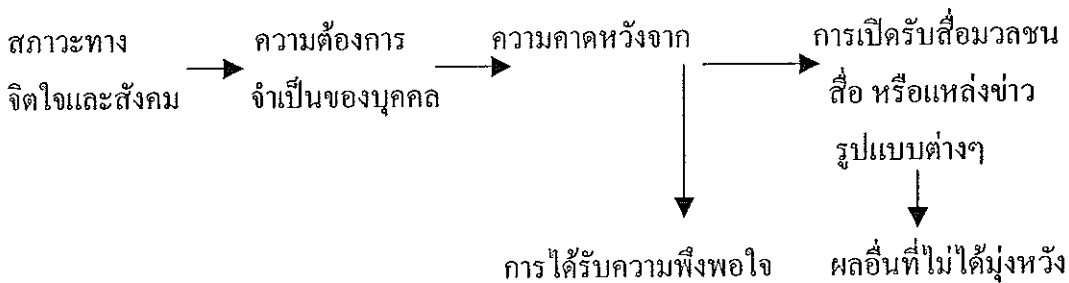 สภาวะทาง
จิตใจและสังคม
ความต้องการ
จำเป็นของบุคคล
ความคาดหวังจาก
การเปิดรับสื่อมวลชน
สื่อ หรือแหล่งข่าว
รูปแบบต่างๆ
การได้รับความพึงพอใจ
ผลอื่นที่ไม่ได้มุ่งหวัง